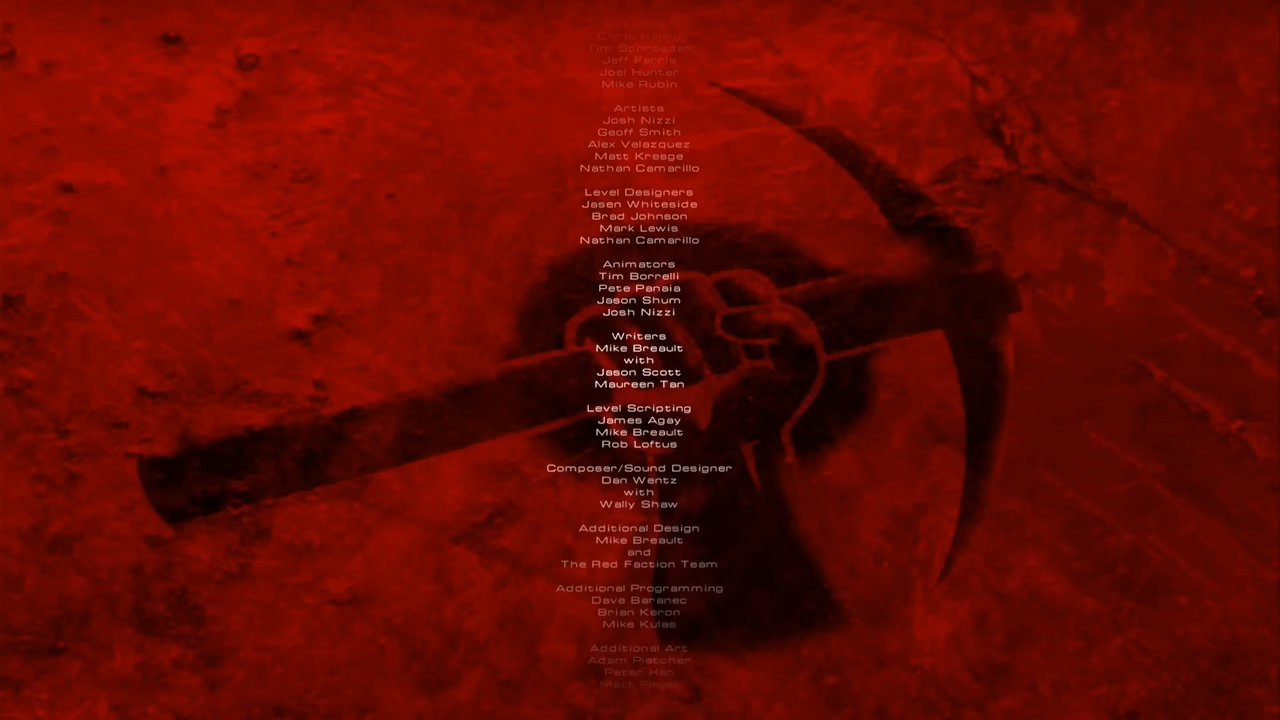 Tim Schroeder
Jeff Farris
Joel Hunter
Mike Rubin
Artists
Josh Nizzi
Geoff Smith
Alex Velazquez
Matt Kresge
Nathan Camarillo
Level Designers
Jasen Whiteside
Brad Johnson
Mark Lewis
Nathan Camarillo
Animators
Tim Borrelli
Pete Panaia
Jason Shum
Josh Nizzi
Writers
Mike Breault
with
Jason Scott
Maureen Tan
Level Scripting
James Agay
Mike Breault
Rob Loftus
Composer/Sound Designer
Dan Wentz
with
Wally Shaw
Additional Design
Mike Breault
and
The Red Faction Team
Additional Programming
Dave Baranec
Brian Keron
Mike Kulas
Additional Art
Adam Pletcher
Peter Han
Matt